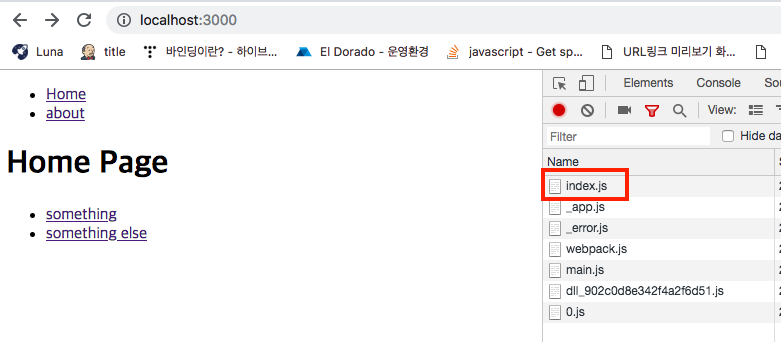 localhost:3000
Luna title 바인딩이란? - 하이브... El Dorado - 운영환경 javascript - Get sp... URL링크 미리보기 화...
Home
about
Home Page
something
something else
Elements Console Sou
View:
Filter Hide da
Name
index.js
_app.js
_error.js
webpack.js
main.js
dll_902c0d8e342f4a2f6d51.js
0.js